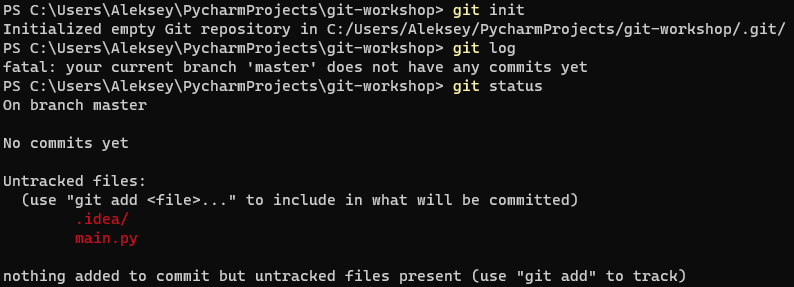 PS C:\Users\Aleksey\PycharmProjects\git-workshop> git init
Initialized empty Git repository in C:/Users/Aleksey/PycharmProjects/git-workshop/.git/
PS C:\Users\Aleksey\PycharmProjects\git-workshop> git log
fatal: your current branch 'master' does not have any commits yet
PS C:\Users\Aleksey\PycharmProjects\git-workshop> git status
On branch master
No commits yet
Untracked files:
  (use "git add <file>..." to include in what will be committed)
        .idea/
        main.py
nothing added to commit but untracked files present (use "git add" to track)